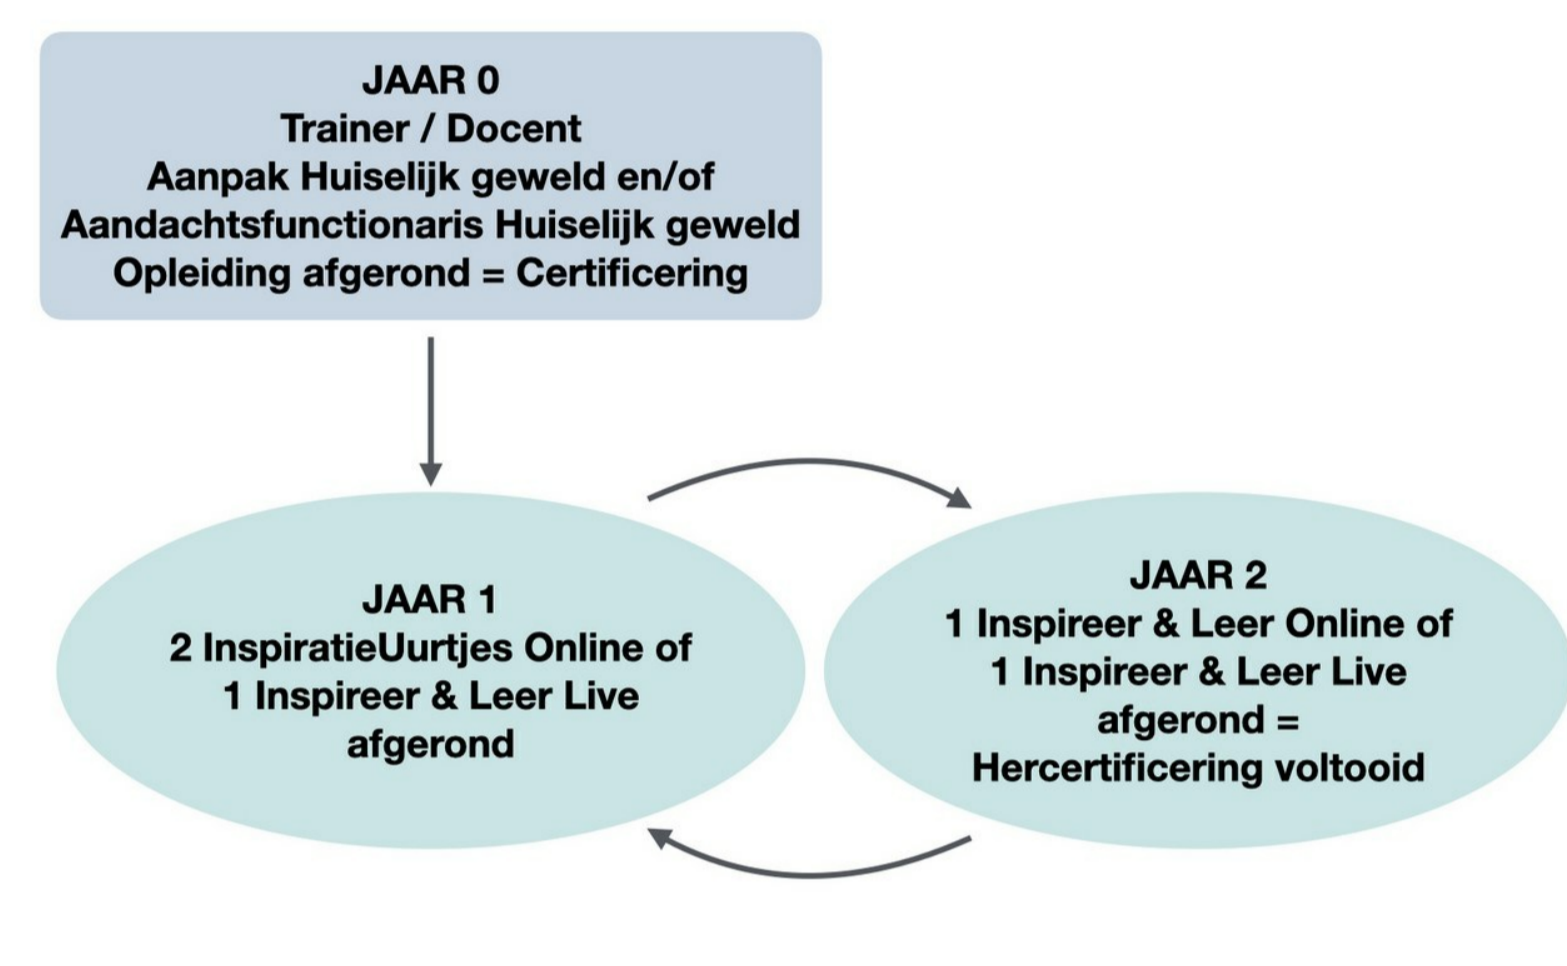 JAAR 0
Trainer / Docent
Aanpak Huiselijk geweld en/of
Aandachtsfunctionaris Huiselijk geweld
Opleiding afgerond = Certificering
JAAR 1
2 InspiratieUurtjes Online of
1 Inspireer & Leer Live
afgerond
JAAR 2
1 Inspireer & Leer Online of
1 Inspireer & Leer Live
afgerond =
Hercertificering voltooid